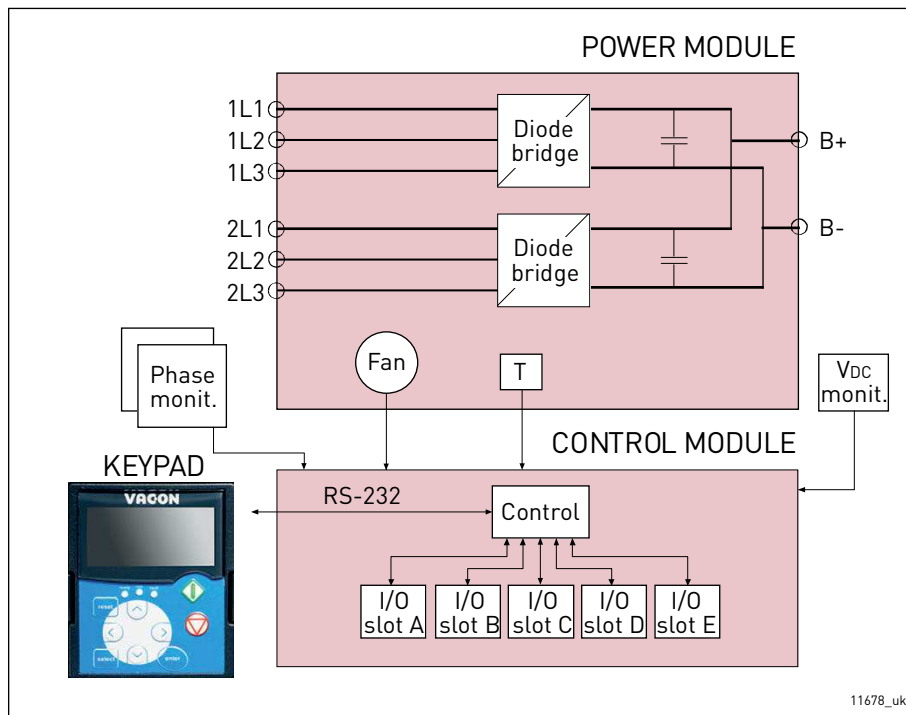 POWER MODULE
1L1
1L2
1L3
Diode
bridge
B+
2L1
2L2
2L3
Diode
bridge
B-
Phase
monit.
Fan
T
VDC
monit.
CONTROL MODULE
KEYPAD
VACON
RS-232
Control
reset
select
enter
I/O
slot A
I/O
slot B
I/O
slot C
I/O
slot D
I/O
slot E
11678_uk